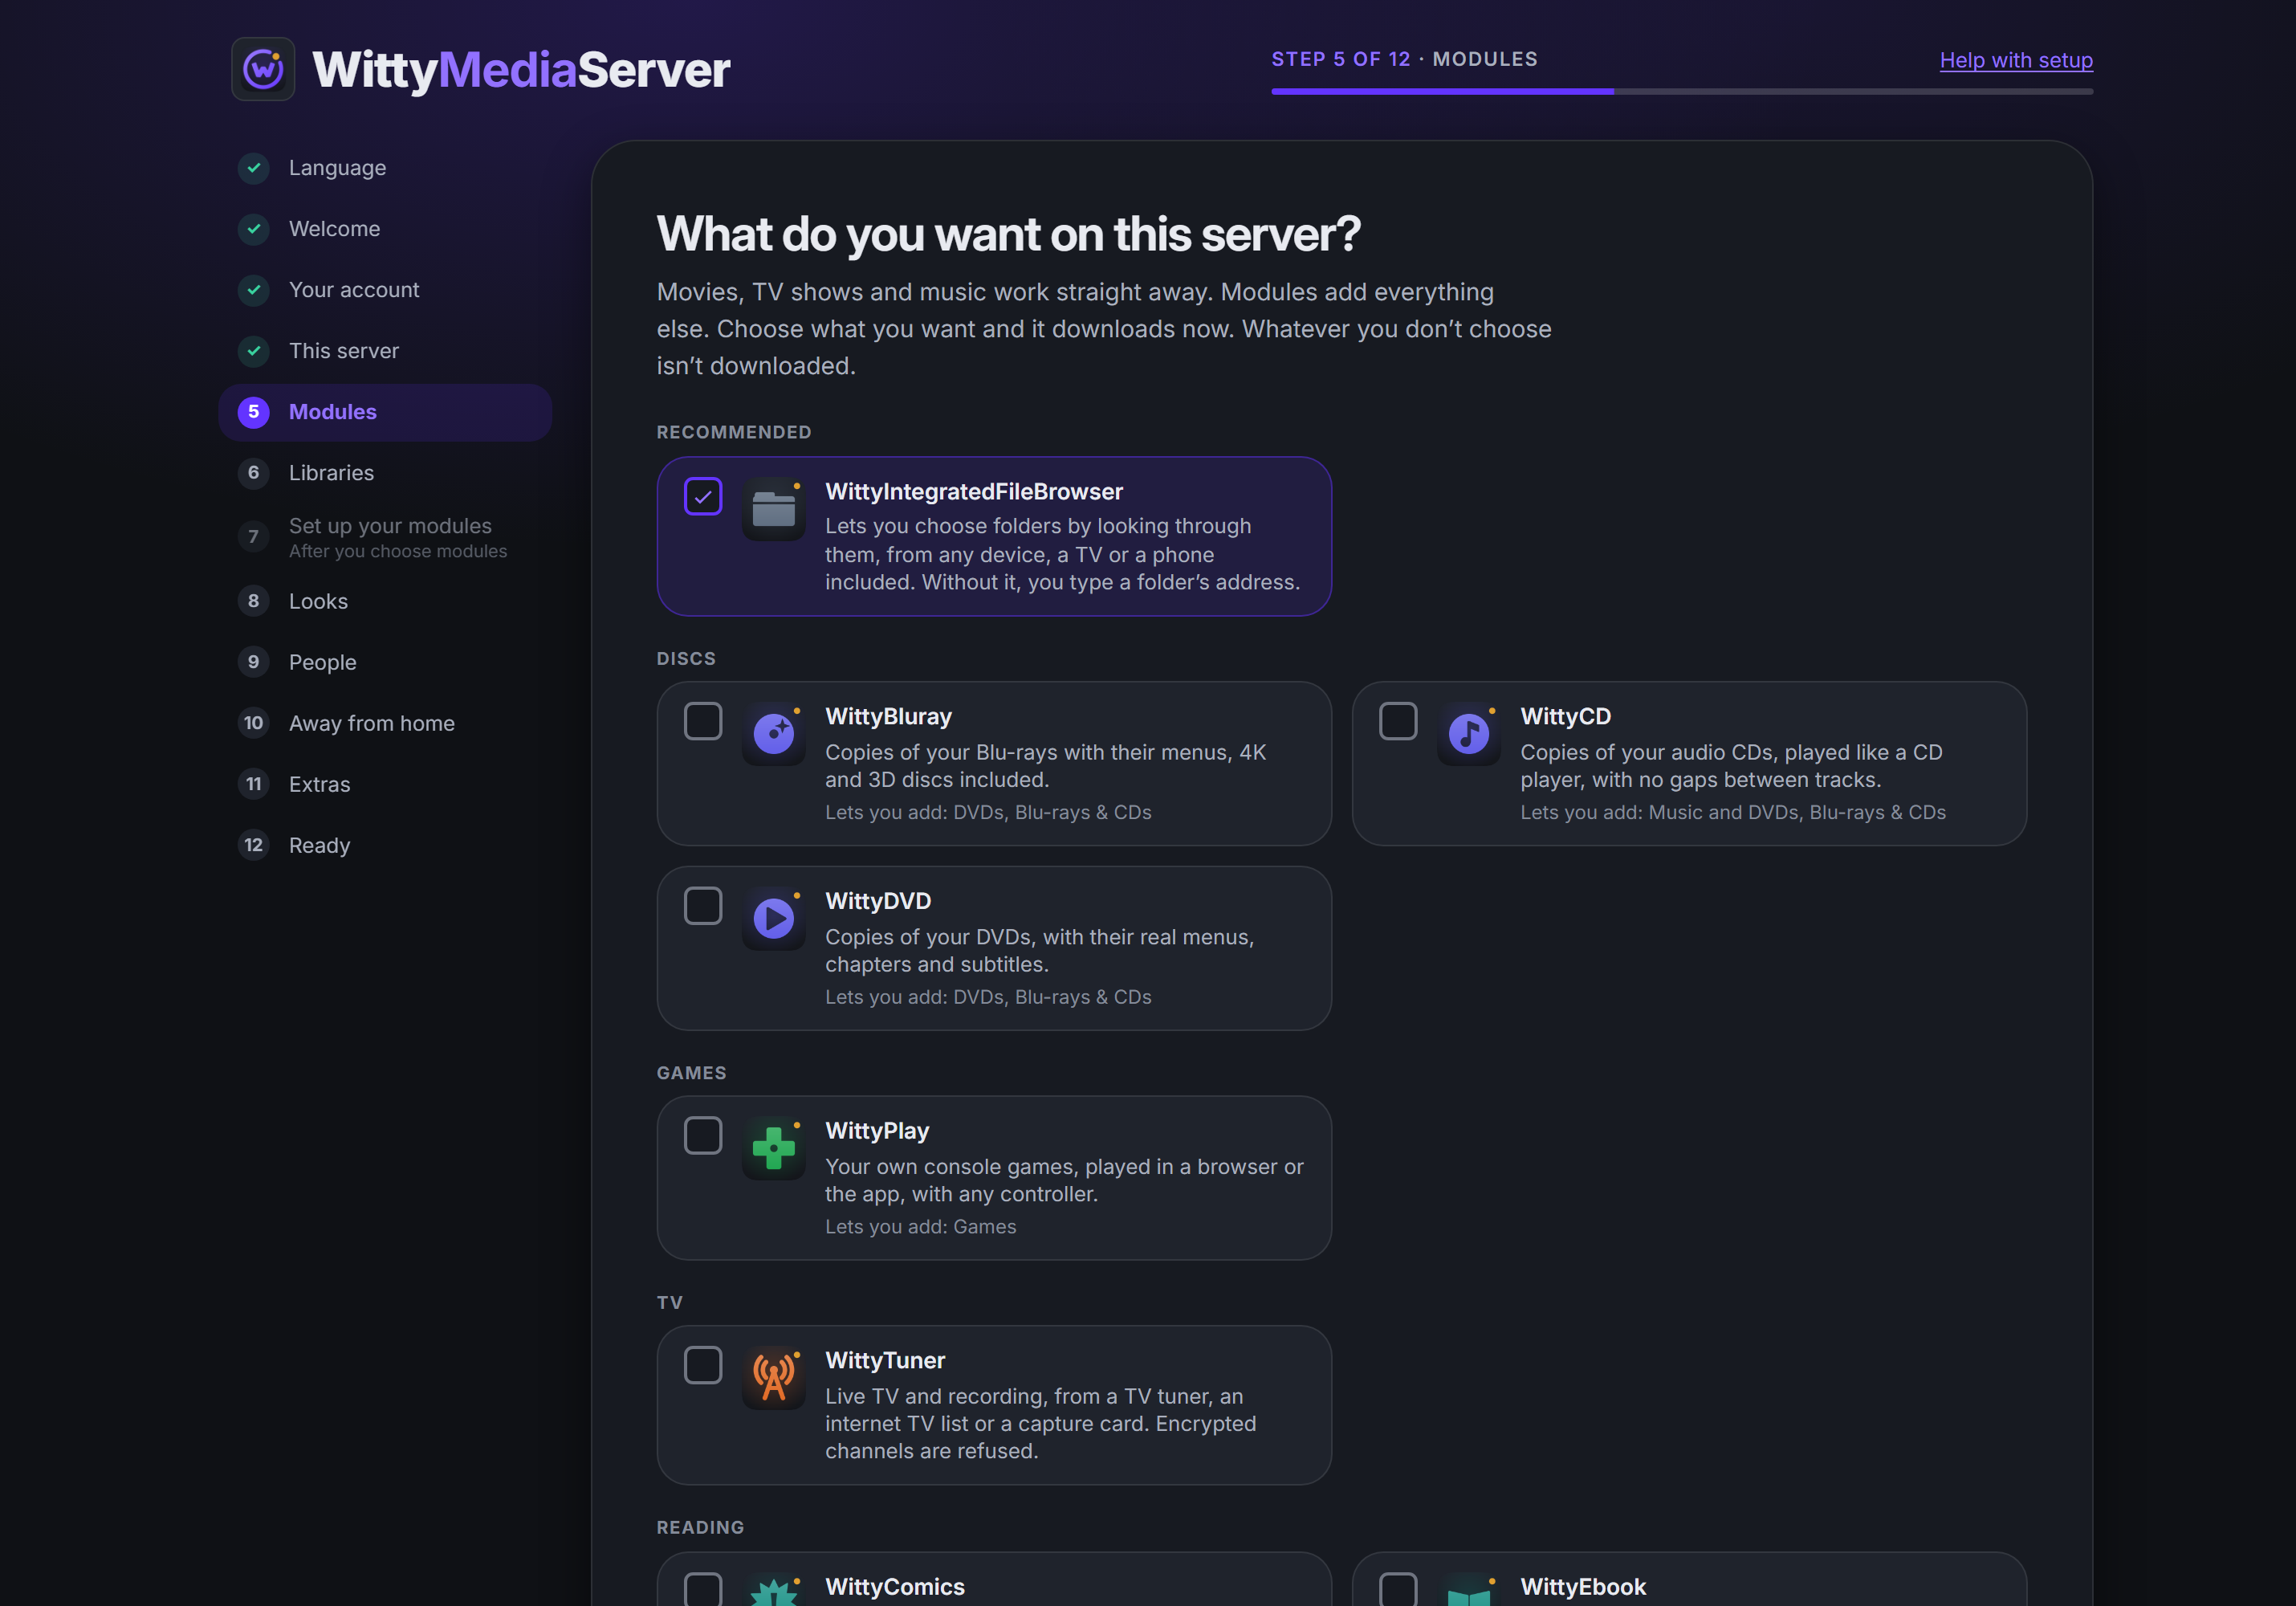 WittyMediaServer
STEP 5 OF 12 · MODULES
Help with setup
Language
Welcome
Your account
This server
5 Modules
6 Libraries
7 Set up your modules
After you choose modules
8 Looks
9 People
10 Away from home
11 Extras
12 Ready
What do you want on this server?
Movies, TV shows and music work straight away. Modules add everything
else. Choose what you want and it downloads now. Whatever you don’t choose
isn’t downloaded.
RECOMMENDED
WittyIntegratedFileBrowser
Lets you choose folders by looking through
them, from any device, a TV or a phone
included. Without it, you type a folder’s address.
DISCS
WittyBluray
Copies of your Blu-rays with their menus, 4K
and 3D discs included.
Lets you add: DVDs, Blu-rays & CDs
WittyCD
Copies of your audio CDs, played like a CD
player, with no gaps between tracks.
Lets you add: Music and DVDs, Blu-rays & CDs
WittyDVD
Copies of your DVDs, with their real menus,
chapters and subtitles.
Lets you add: DVDs, Blu-rays & CDs
GAMES
WittyPlay
Your own console games, played in a browser or
the app, with any controller.
Lets you add: Games
TV
WittyTuner
Live TV and recording, from a TV tuner, an
internet TV list or a capture card. Encrypted
channels are refused.
READING
WittyComics
WittyEbook